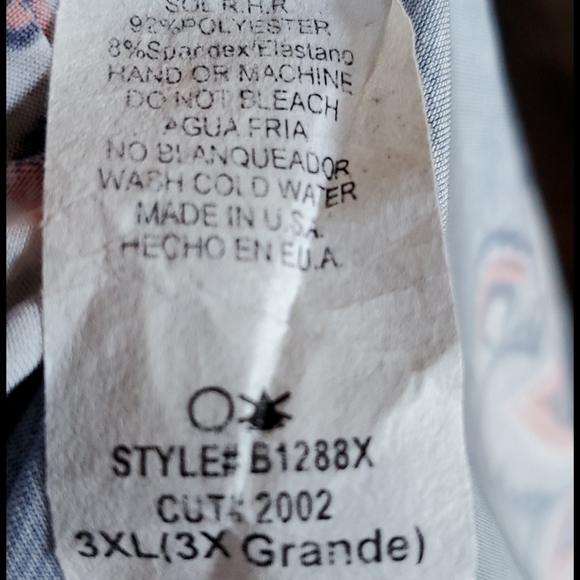 SOL R.H.R.
92%POLYESTER
8%Spandex/Elastano
HAND OR MACHINE
DO NOT BLEACH
AGUA FRIA
NO BLANQUEADOR
WASH COLD WATER
MADE IN U.S.A.
HECHO EN EU.A.
STYLE# B1288X
CUT# 2002
3XL(3X Grande)